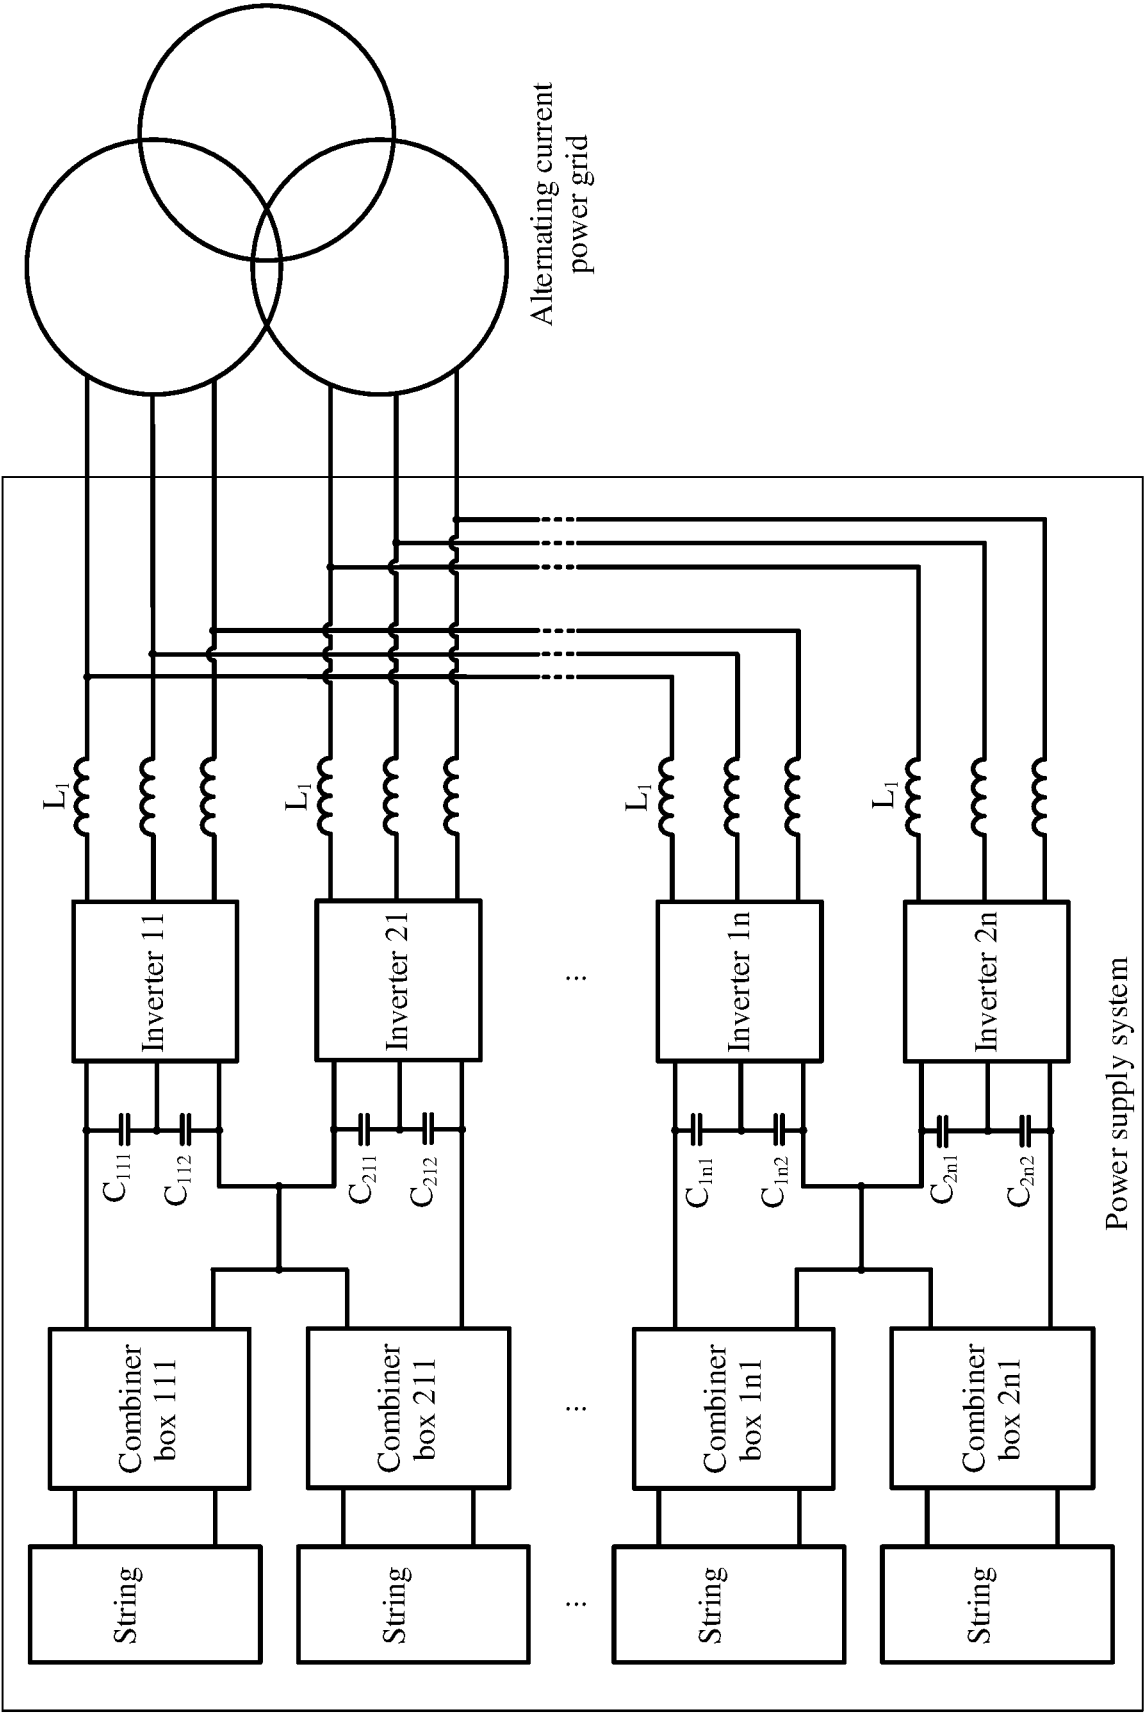 String
Combiner
box 111
C111
C112
Inverter 11
L1
String
Combiner
box 211
C211
C212
Inverter 21
L1
Alternating current
power grid
...
...
...
String
Combiner
box 1n1
C1n1
C1n2
Inverter 1n
L1
String
Combiner
box 2n1
C2n1
C2n2
Inverter 2n
L1
Power supply system